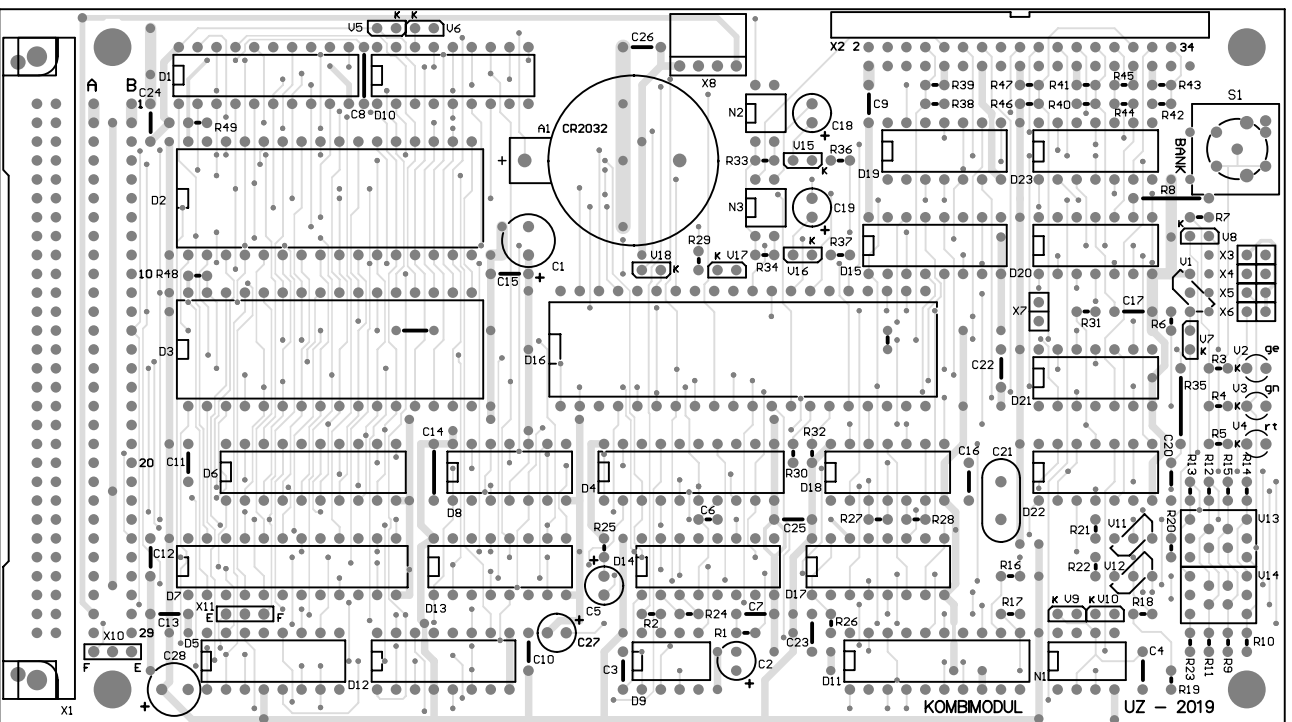 V5 K K V6
C26
X2 2 34
D1
A B
C24
1
C8 D10
X8
R39 R47 R41 R45 R43
R38 R46 R40 R44 R42
C9
S1
R49
A1 CR2032
+
N2
C18
+
V15
K
R33
R36
D19
D23
BANK
D2
R8
N3
C19
+
R7
K
V8
R29
R37
10 R48
C15
+
C1
V18 K
K V17
R34
V16 K
D15
D20
V1
X3
X4
X5
X6
X7
R31
C17
R6
D3
D16
V7
K
C22
R3 K V2 ge
D21
R35
R4 K V3 gn
R5 K V4 rt
C14
R32
C11
20
D6
D8
D4
R30
D18
C16
C21
C20
R13 R12 R15 R14
C6
C25
R27
R28
D22
R25
R21
V11
R20
V13
C12
D14
R22
V12
V14
D7
D13
C5
+
D17
R16
X11
E F
C13
R2 R24
C7
R26
R17
K V9 K V10
R18
X10
29
F E
D5
+
C27
R1
C23
R10
C28
+
D12
C10
C3
C2
+
D11
N1
C4
R23 R11 R9
R19
D9
X1
KOMBIMODUL UZ - 2019